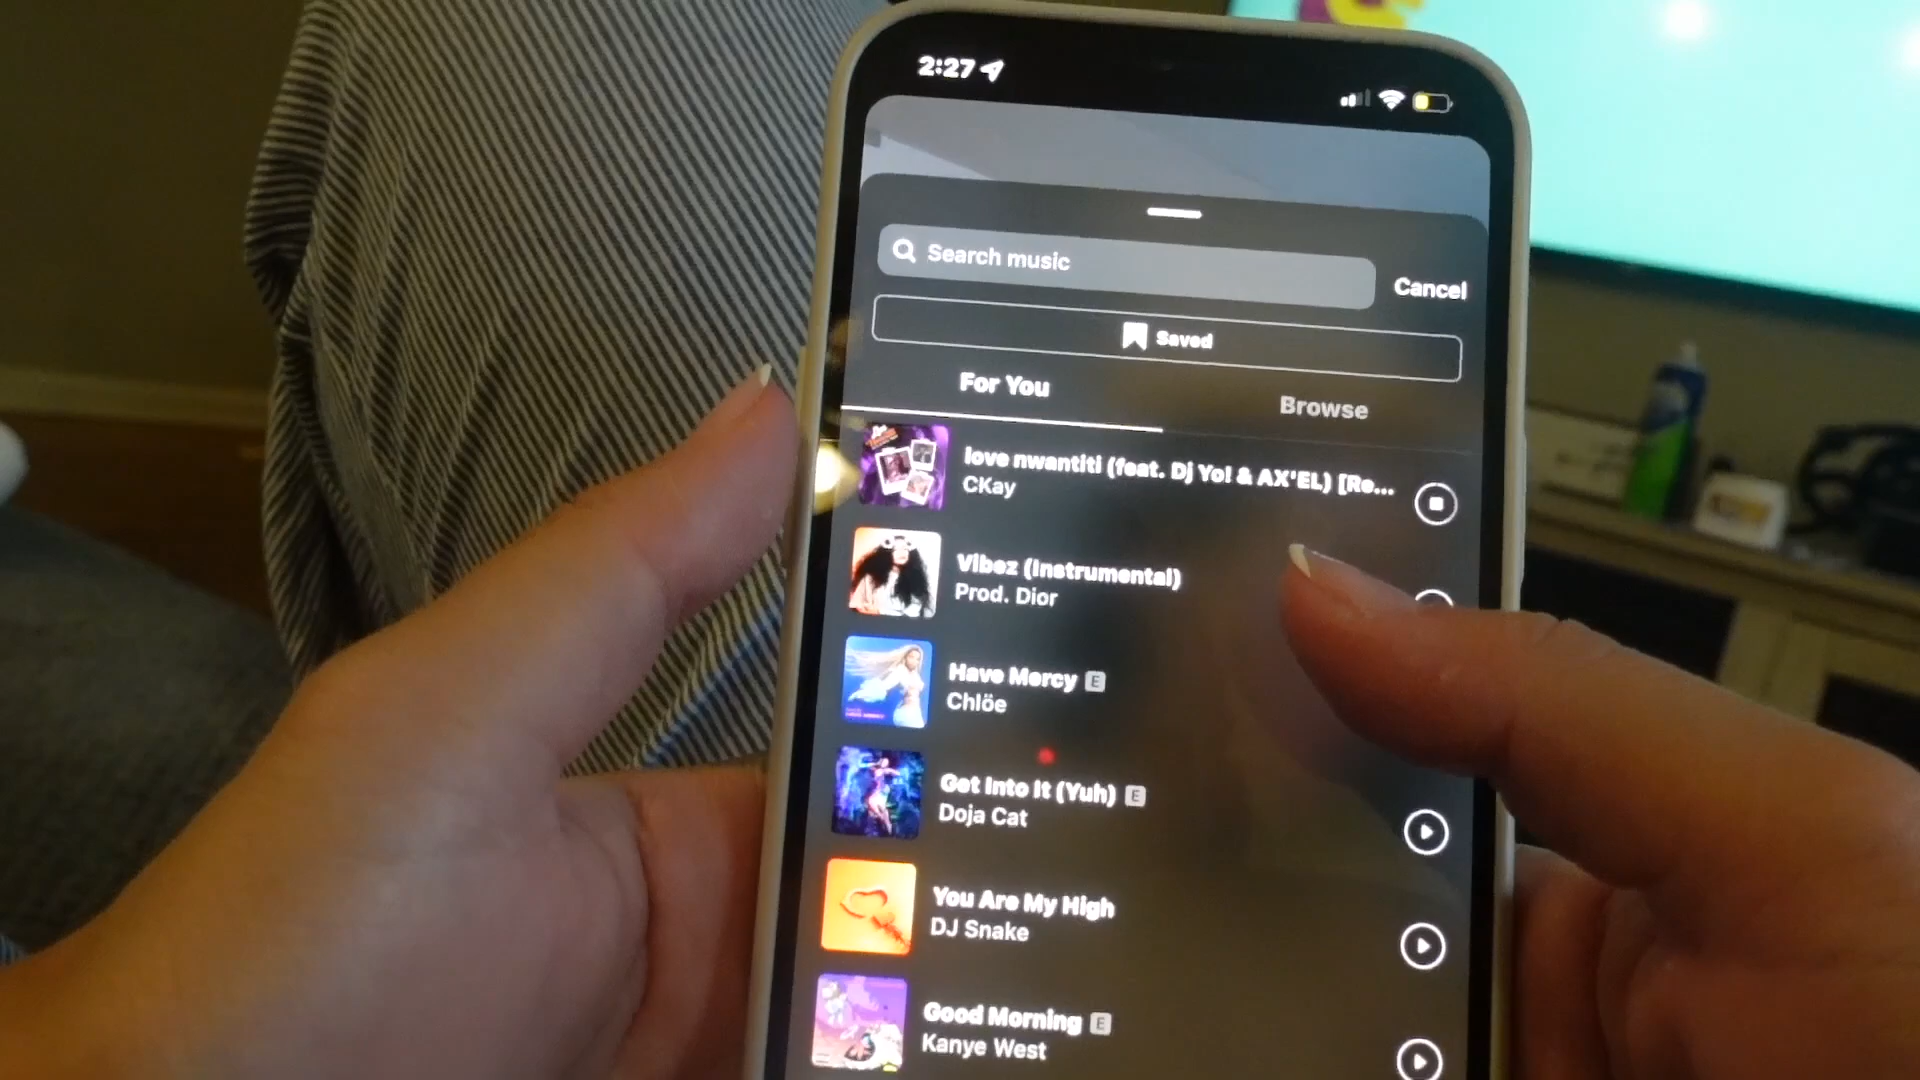 2:27
Search music
Cancel
Saved
For You
Browse
love nwantiti (feat. Dj Yo! & AX'EL) [Re...
CKay
Vibez (Instrumental)
Prod. Dior
Have Mercy E
Chlöe
Get Into It (Yuh) E
Doja Cat
You Are My High
DJ Snake
Good Morning E
Kanye West